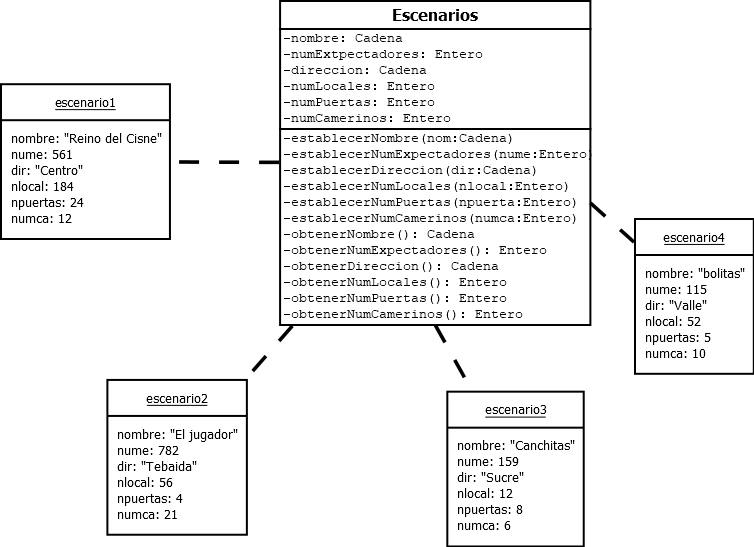 Escenarios
-nombre: Cadena
-numExtpectadores: Entero
-direccion: Cadena
-numLocales: Entero
-numPuertas: Entero
-numCamerinos: Entero
-establecerNombre(nom:Cadena)
-establecerNumExpectadores(nume:Entero)
-establecerDireccion(dir:Cadena)
-establecerNumLocales(nlocal:Entero)
-establecerNumPuertas(npuerta:Entero)
-establecerNumCamerinos(numca:Entero)
-obtenerNombre(): Cadena
-obtenerNumExpectadores(): Entero
-obtenerDireccion(): Cadena
-obtenerNumLocales(): Entero
-obtenerNumPuertas(): Entero
-obtenerNumCamerinos(): Entero
escenario1
nombre: "Reino del Cisne"
nume: 561
dir: "Centro"
nlocal: 184
npuertas: 24
numca: 12
escenario4
nombre: "bolitas"
nume: 115
dir: "Valle"
nlocal: 52
npuertas: 5
numca: 10
escenario2
nombre: "El jugador"
nume: 782
dir: "Tebaida"
nlocal: 56
npuertas: 4
numca: 21
escenario3
nombre: "Canchitas"
nume: 159
dir: "Sucre"
nlocal: 12
npuertas: 8
numca: 6